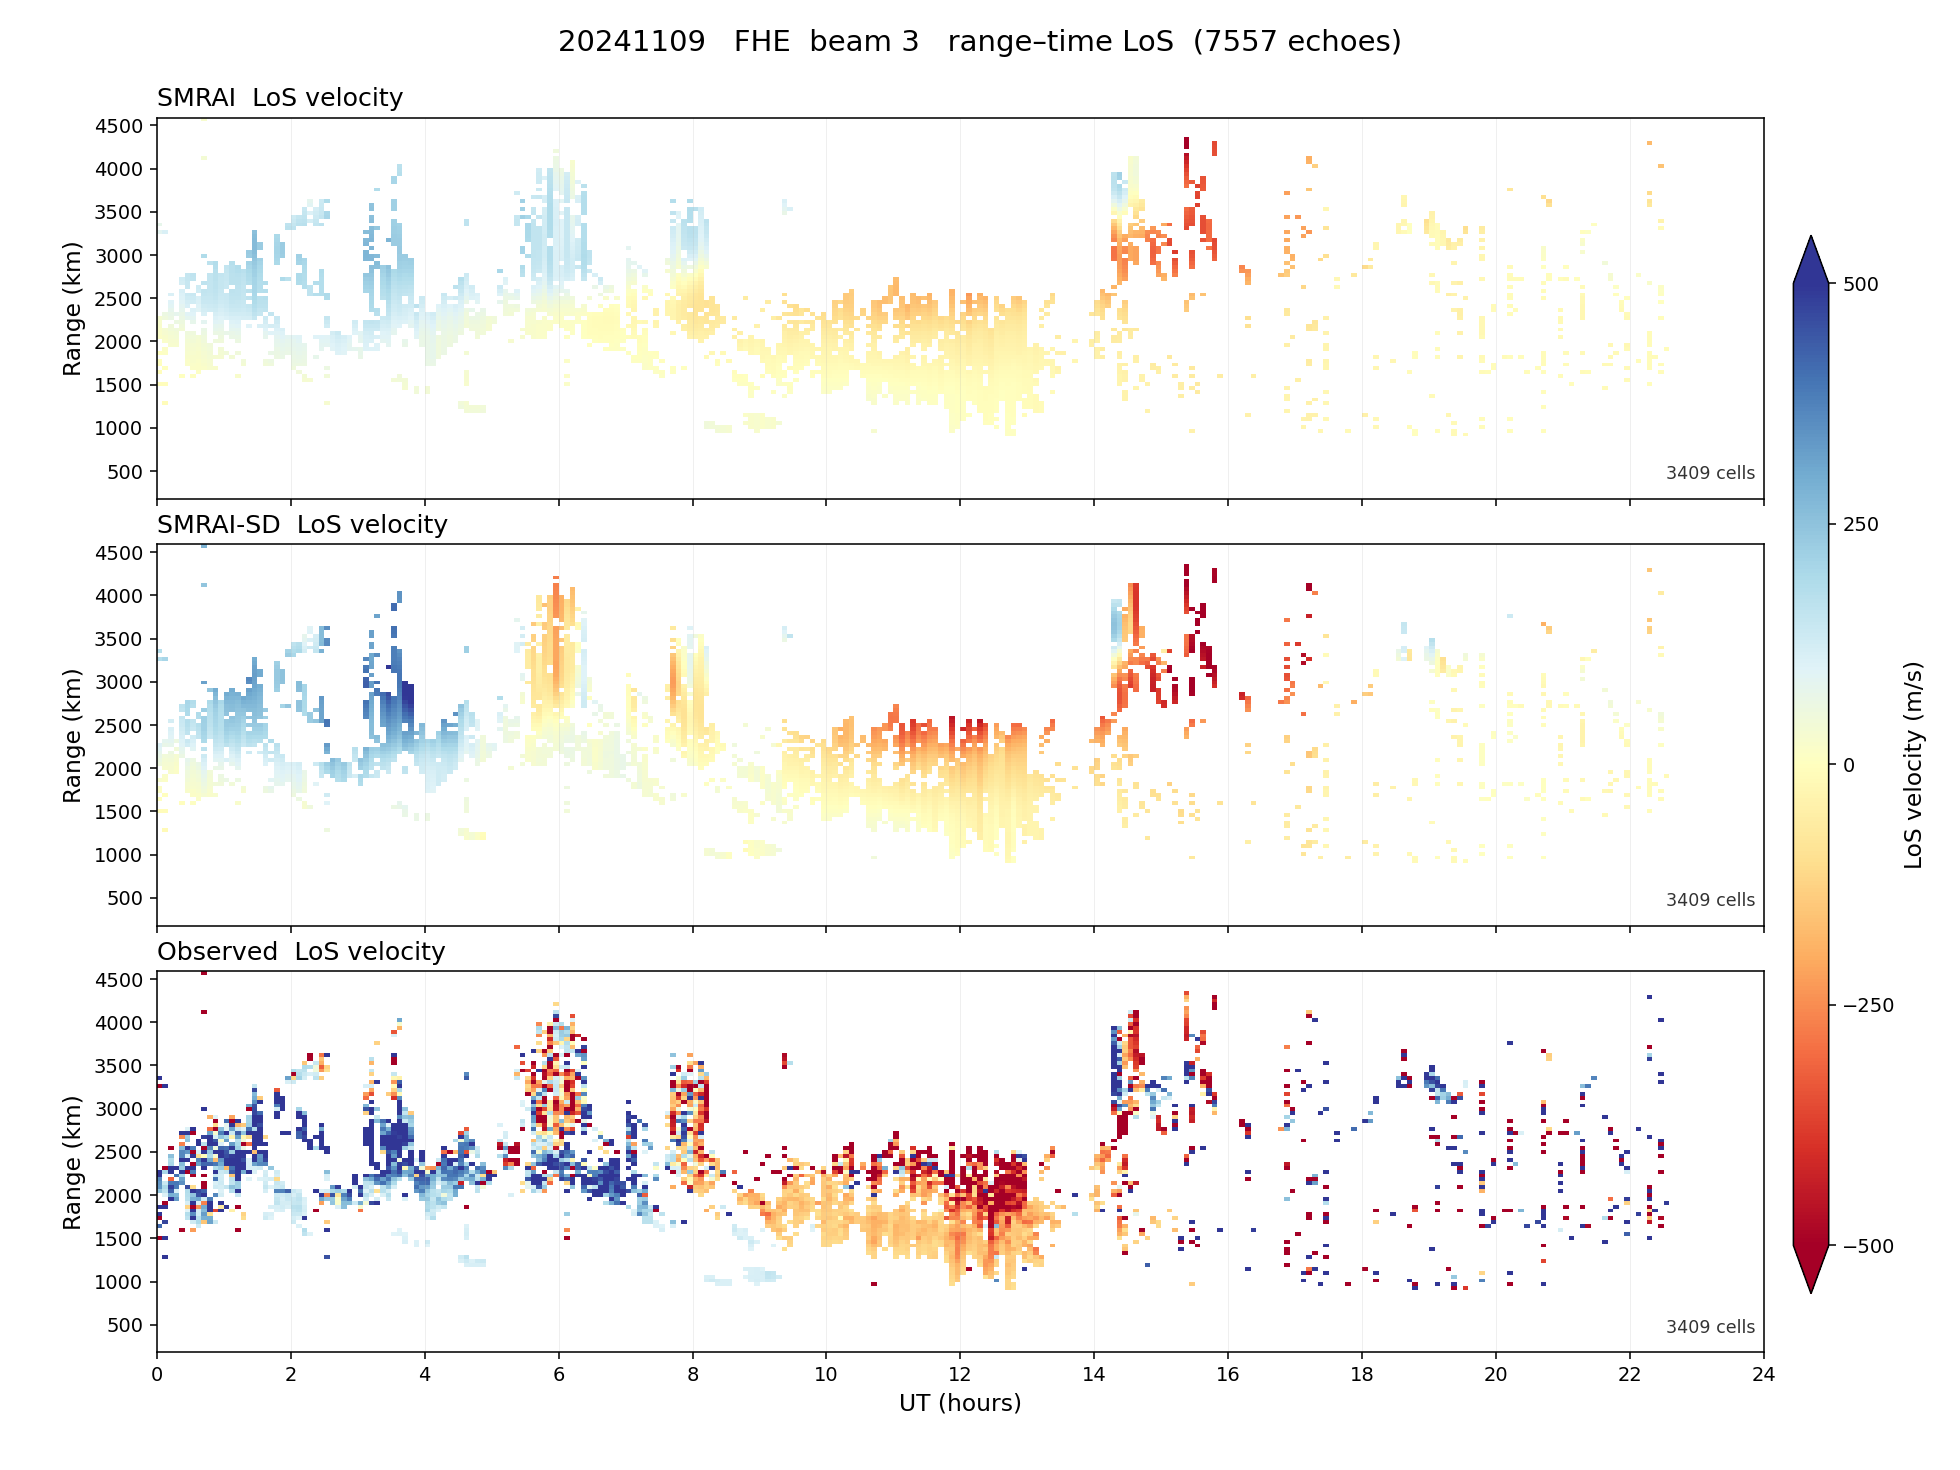 20241109 FHE beam 3 range–time LoS (7557 echoes)
SMRAI LoS velocity
4500
4000
3500
3000
2500
2000
1500
1000
500
Range (km)
3409 cells
SMRAI-SD LoS velocity
4500
4000
3500
3000
2500
2000
1500
1000
500
Range (km)
3409 cells
Observed LoS velocity
4500
4000
3500
3000
2500
2000
1500
1000
500
Range (km)
3409 cells
0 2 4 6 8 10 12 14 16 18 20 22 24
UT (hours)
500
250
0
−250
−500
LoS velocity (m/s)